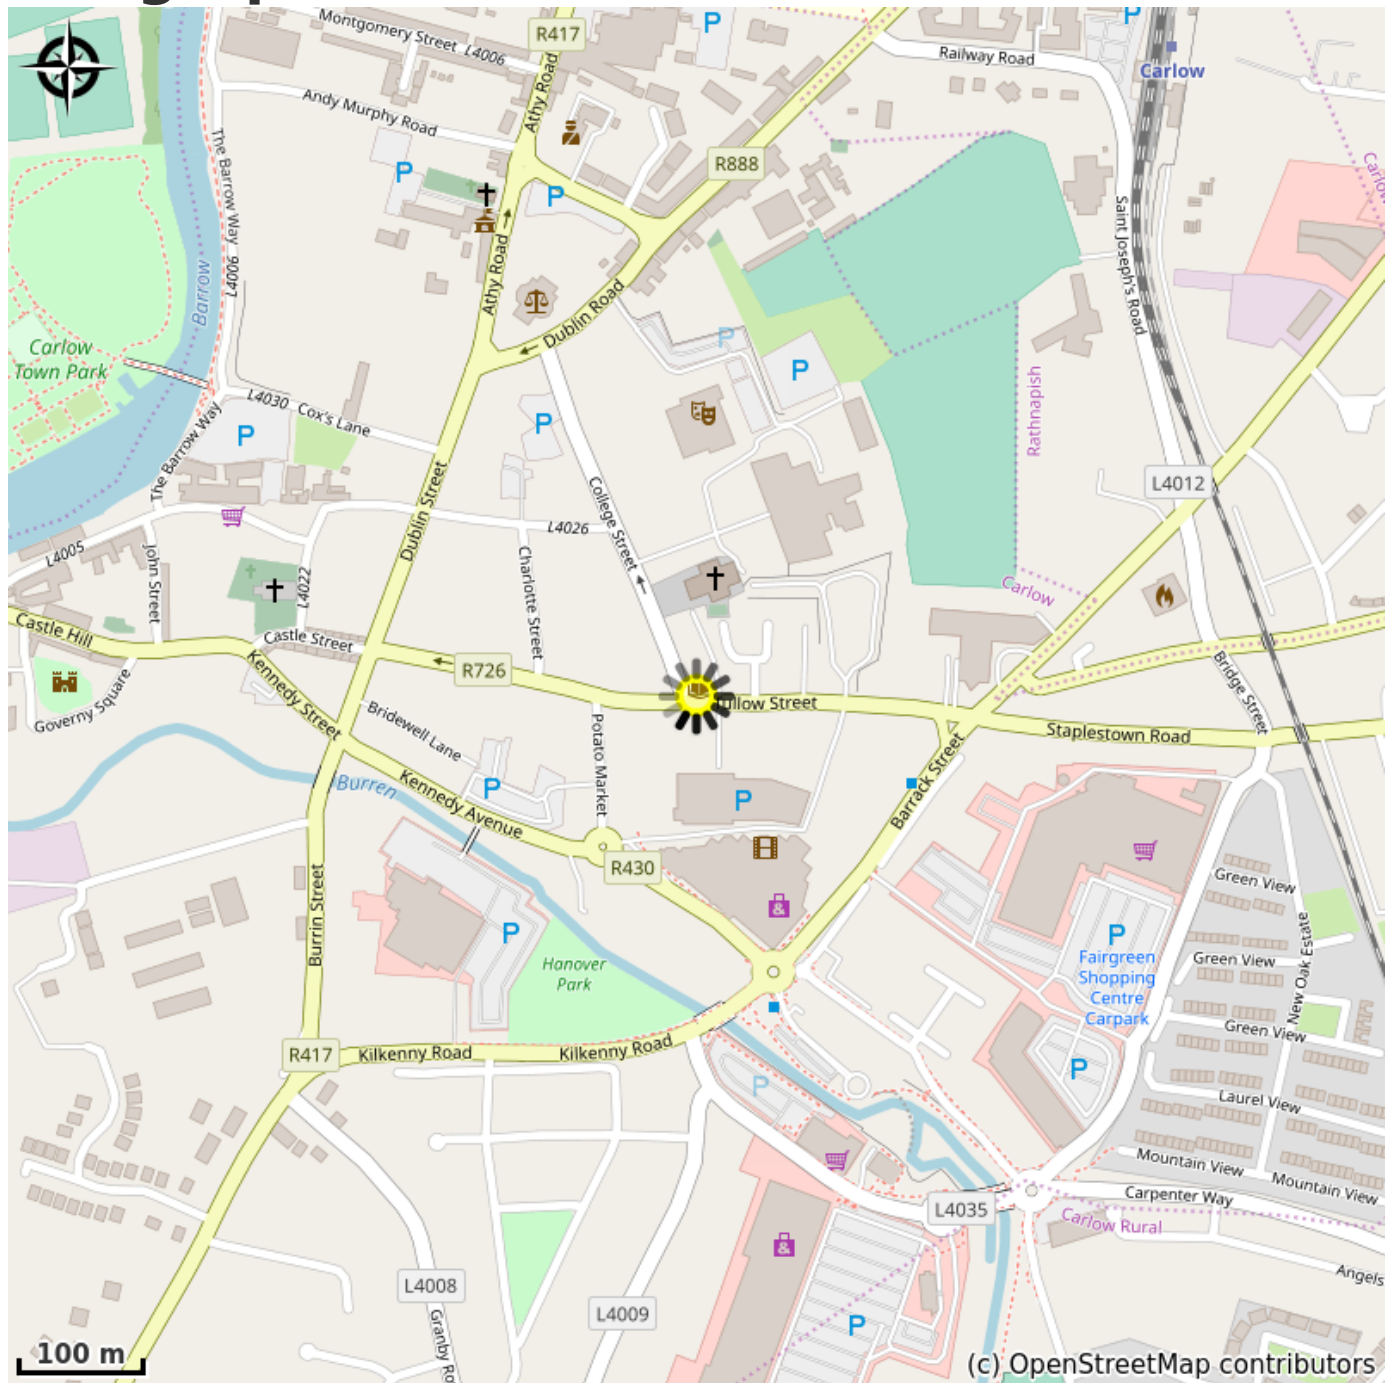 Montgomery Street
L4006
R417
P
P
Railway Road
Carlow
Andy Murphy Road
Athy Road
P
R888
P
The Barrow Way
L4006
Barrow
Athy Road
Saint Joseph's Road
Carlow
Town Park
Dublin Road
P
P
Rathnapish
L4030
Cox's Lane
P
P
The Barrow Way
Dublin Street
College Street
L4012
L4026
L4005
John Street
L4022
Charlotte Street
Carlow
Castle Hill
Castle Street
R726
Kennedy Street
Governy Square
Bridewell Lane
Potato Market
Tullow Street
Bridge Street
Staplestown Road
Burren
Kennedy Avenue
P
P
Barrack Street
R430
Burrin Street
P
Hanover
Park
P
Fairgreen
Shopping
Centre
Carpark
Green View
Green View
New Oak Estate
Green View
R417
Kilkenny Road
Kilkenny Road
P
P
Laurel View
Mountain View
Mountain View
L4035
Carpenter Way
Carlow Rural
Angels
L4008
L4009
Granby Ro
P
100 m
(c) OpenStreetMap contributors